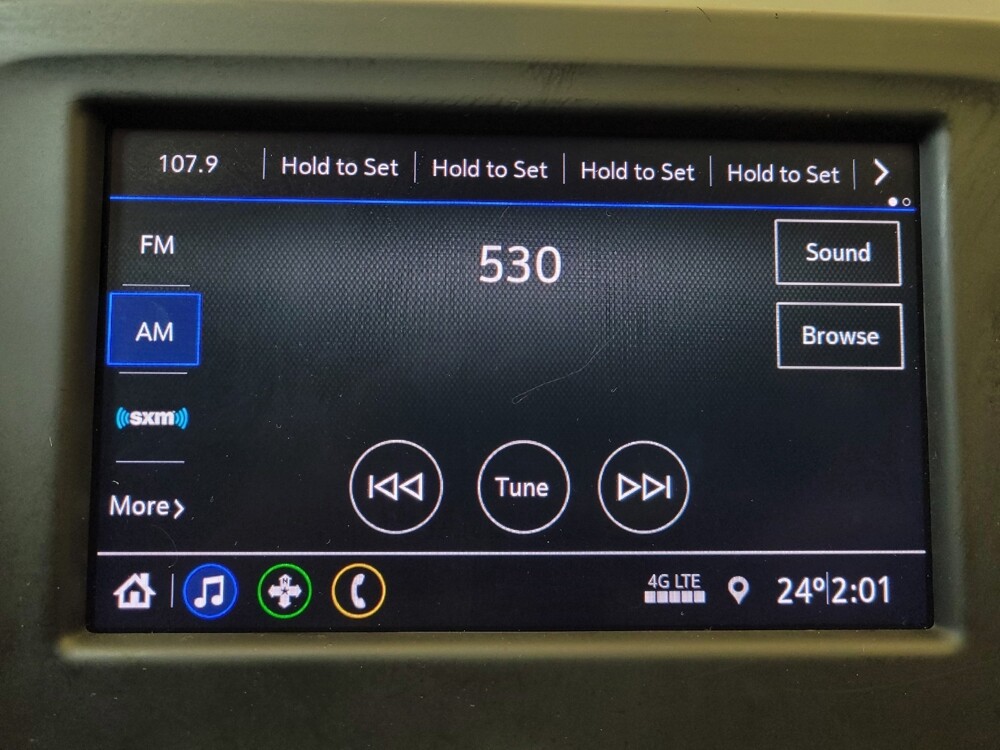 107.9 Hold to Set Hold to Set Hold to Set Hold to Set
FM
530
Sound
AM
Browse
sxm
More
Tune
N
4G LTE
24° 2:01